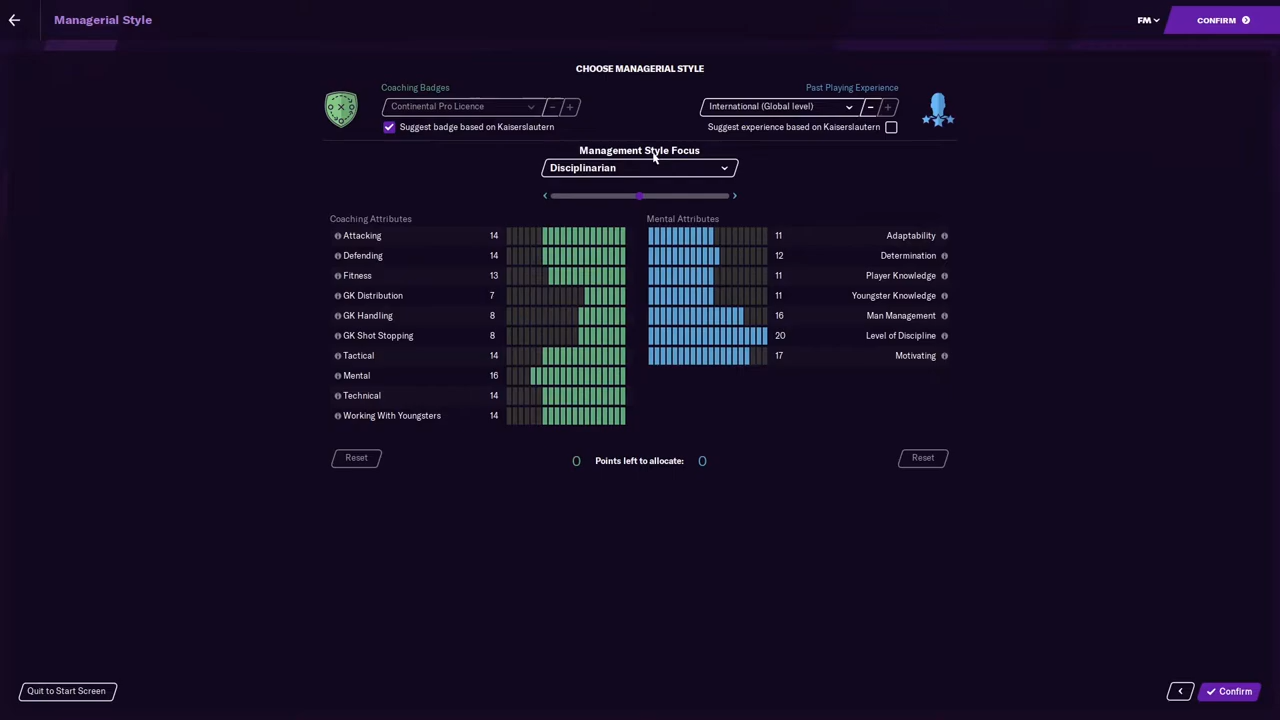 Managerial Style
FM
CONFIRM
CHOOSE MANAGERIAL STYLE
Coaching Badges
Continental Pro Licence
Suggest badge based on Kaiserslautern
Past Playing Experience
International (Global level)
Suggest experience based on Kaiserslautern
Management Style Focus
Disciplinarian
Coaching Attributes
Attacking 14
Defending 14
Fitness 13
GK Distribution 7
GK Handling 8
GK Shot Stopping 8
Tactical 14
Mental 16
Technical 14
Working With Youngsters 14
Mental Attributes
11 Adaptability
12 Determination
11 Player Knowledge
11 Youngster Knowledge
16 Man Management
20 Level of Discipline
17 Motivating
Reset
0 Points left to allocate: 0
Reset
Quit to Start Screen
Confirm